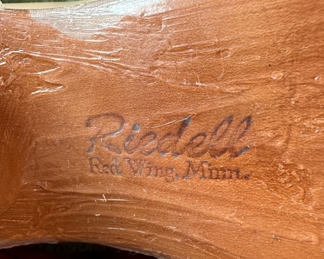 Riedell
Red Wing, Minn.